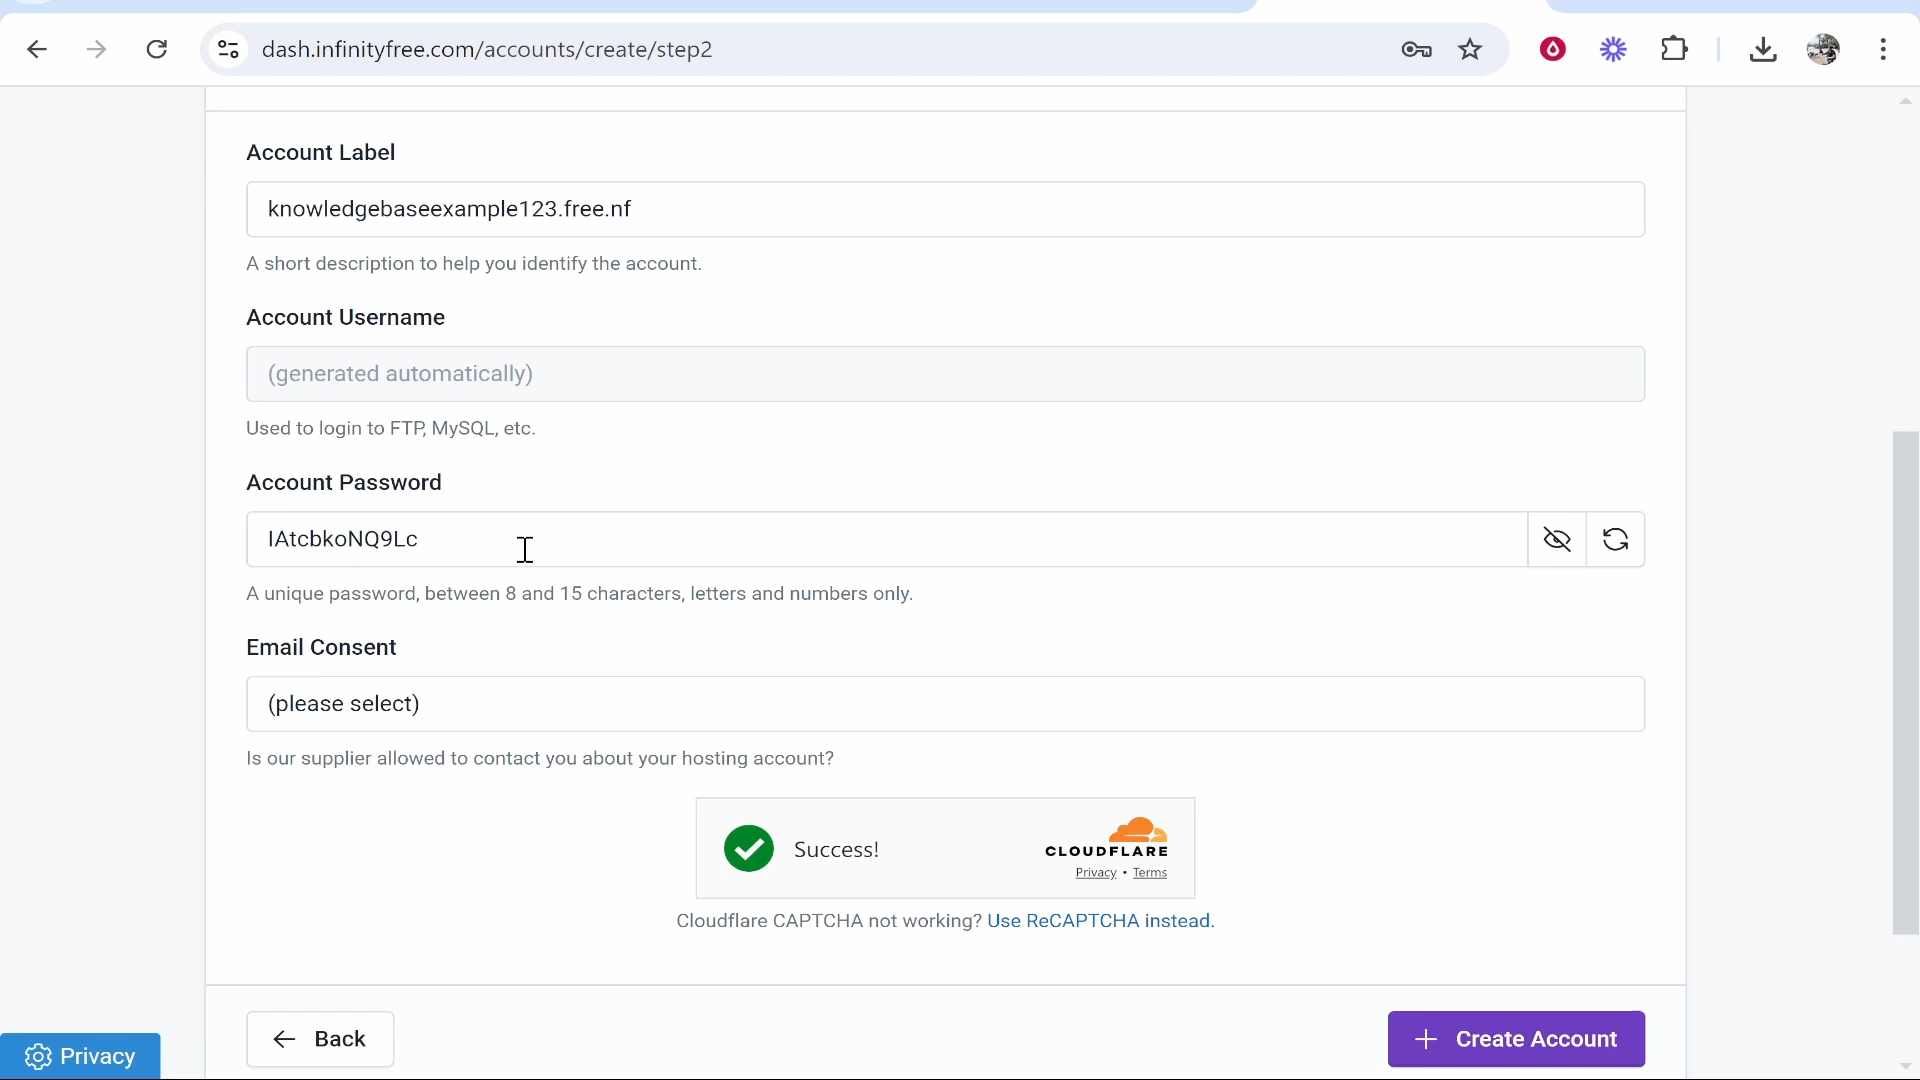 dash.infinityfree.com/accounts/create/step2
Account Label
knowledgebaseexample123.free.nf
A short description to help you identify the account.
Account Username
(generated automatically)
Used to login to FTP, MySQL, etc.
Account Password
IAtcbkoNQ9Lc
A unique password, between 8 and 15 characters, letters and numbers only.
Email Consent
(please select)
Is our supplier allowed to contact you about your hosting account?
Success!
CLOUDFLARE
Privacy • Terms
Cloudflare CAPTCHA not working? Use ReCAPTCHA instead.
Back
Create Account
Privacy